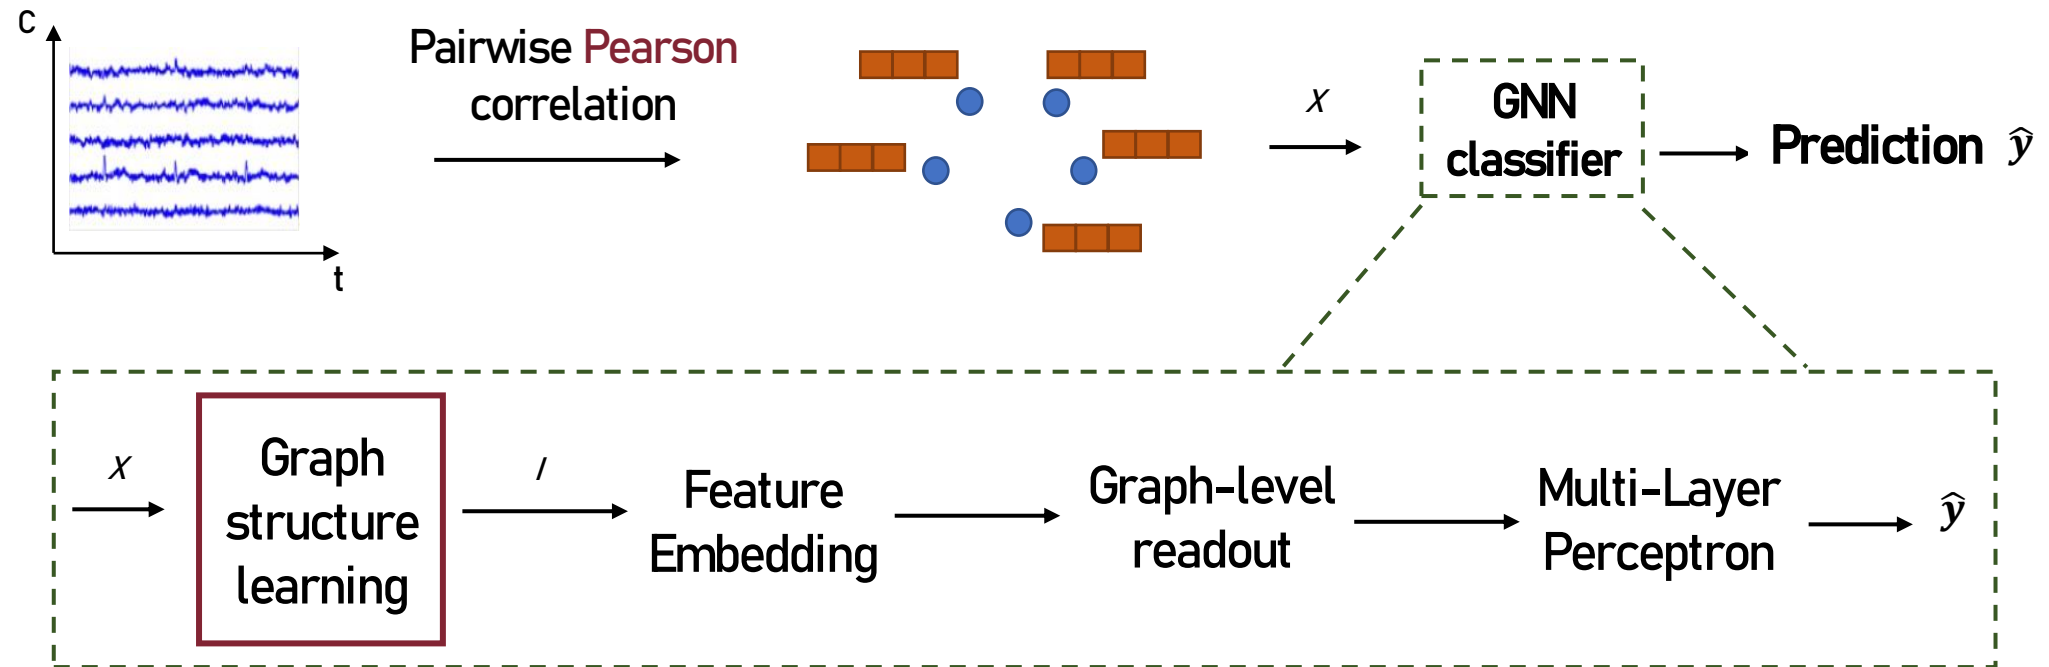 C
t
Pairwise Pearson
correlation
X
GNN
classifier
Prediction ŷ
X
Graph
structure
learning
I
Feature
Embedding
Graph-level
readout
Multi-Layer
Perceptron
ŷ